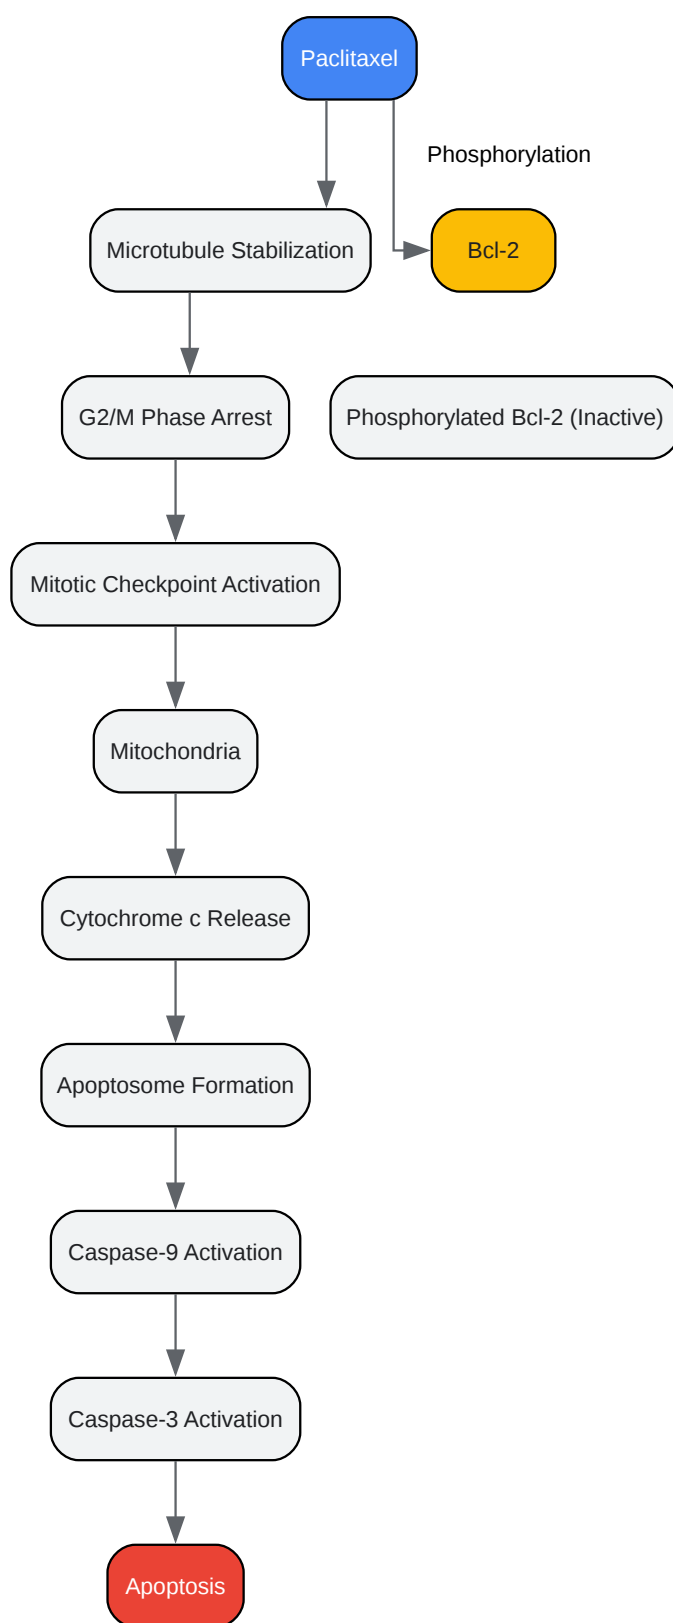 Paclitaxel
Phosphorylation
Microtubule Stabilization
Bcl-2
G2/M Phase Arrest
Phosphorylated Bcl-2 (Inactive)
Mitotic Checkpoint Activation
Mitochondria
Cytochrome c Release
Apoptosome Formation
Caspase-9 Activation
Caspase-3 Activation
Apoptosis